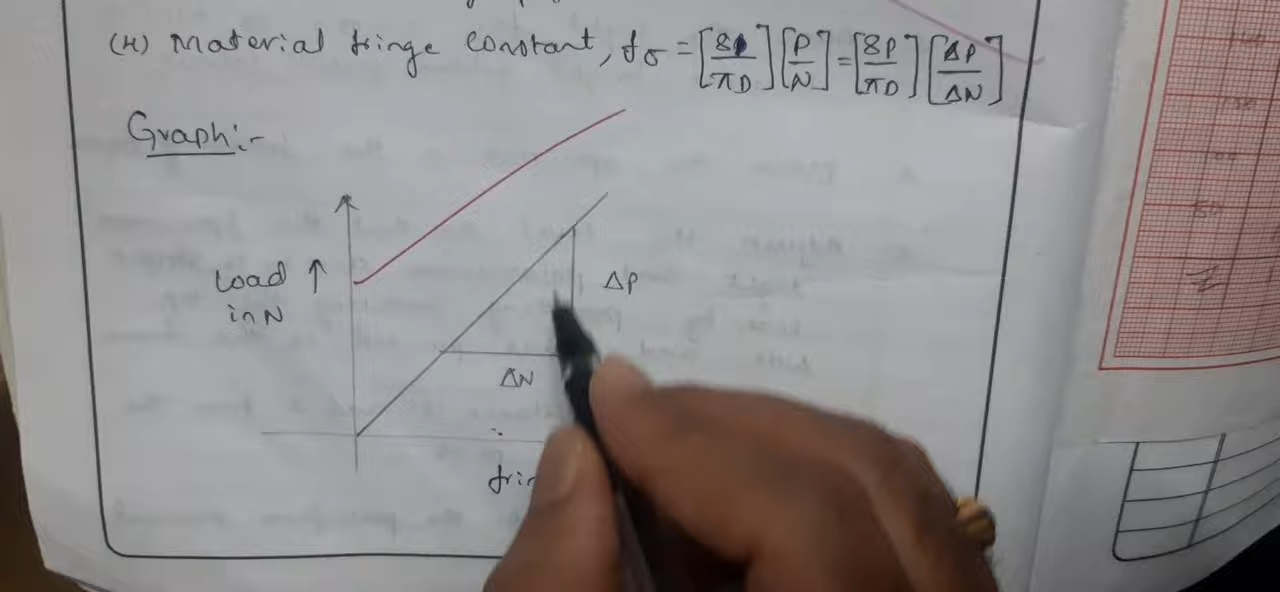 (4) Material fringe constant, fσ = [8P/πD] [P/N] = [8P/πD] [ΔP/ΔN]
Graph:-
Load ↑
in N
ΔP
ΔN